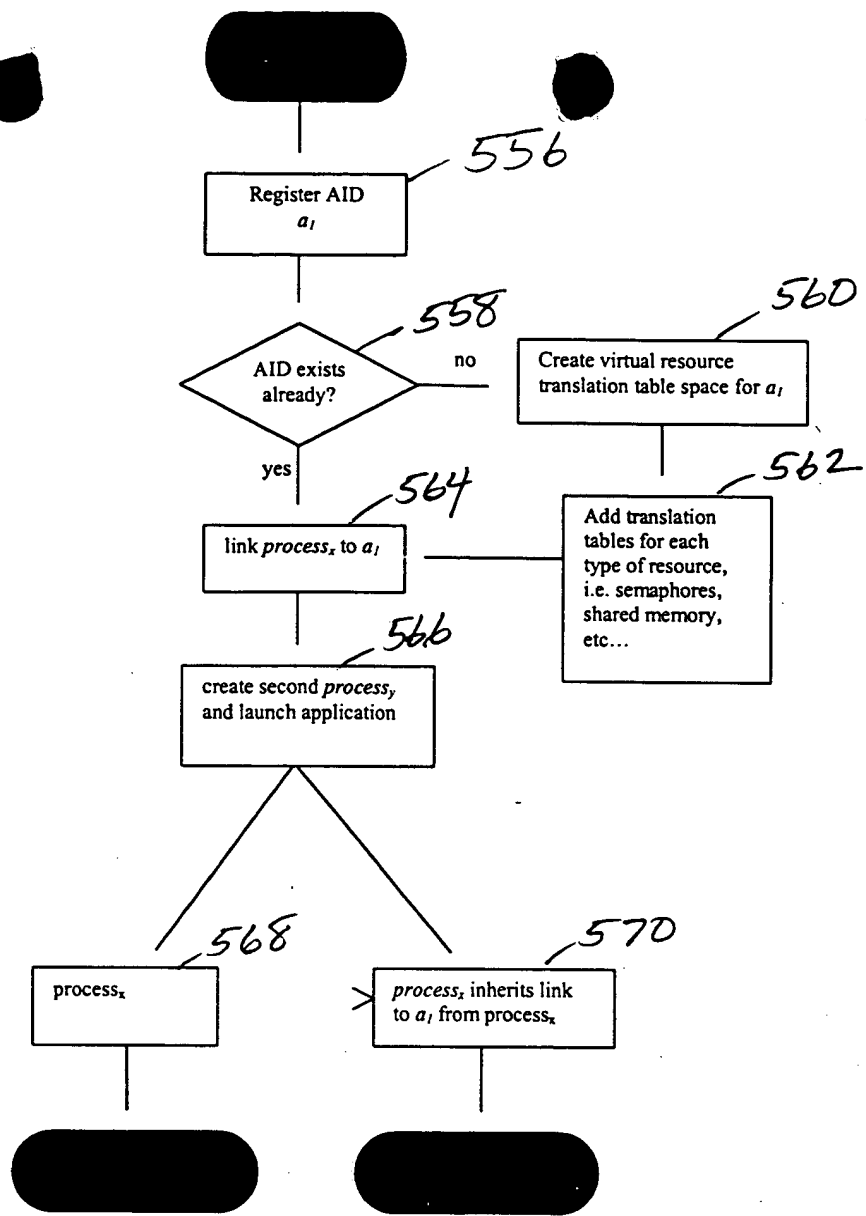 556
Register AID
a₁
558
AID exists
already?
no
560
Create virtual resource
translation table space for a₁
yes
564
link processₓ to a₁
562
Add translation
tables for each
type of resource,
i.e. semaphores,
shared memory,
etc...
566
create second processᵧ
and launch application
568
processₓ
570
processₓ inherits link
to a₁ from processₓ